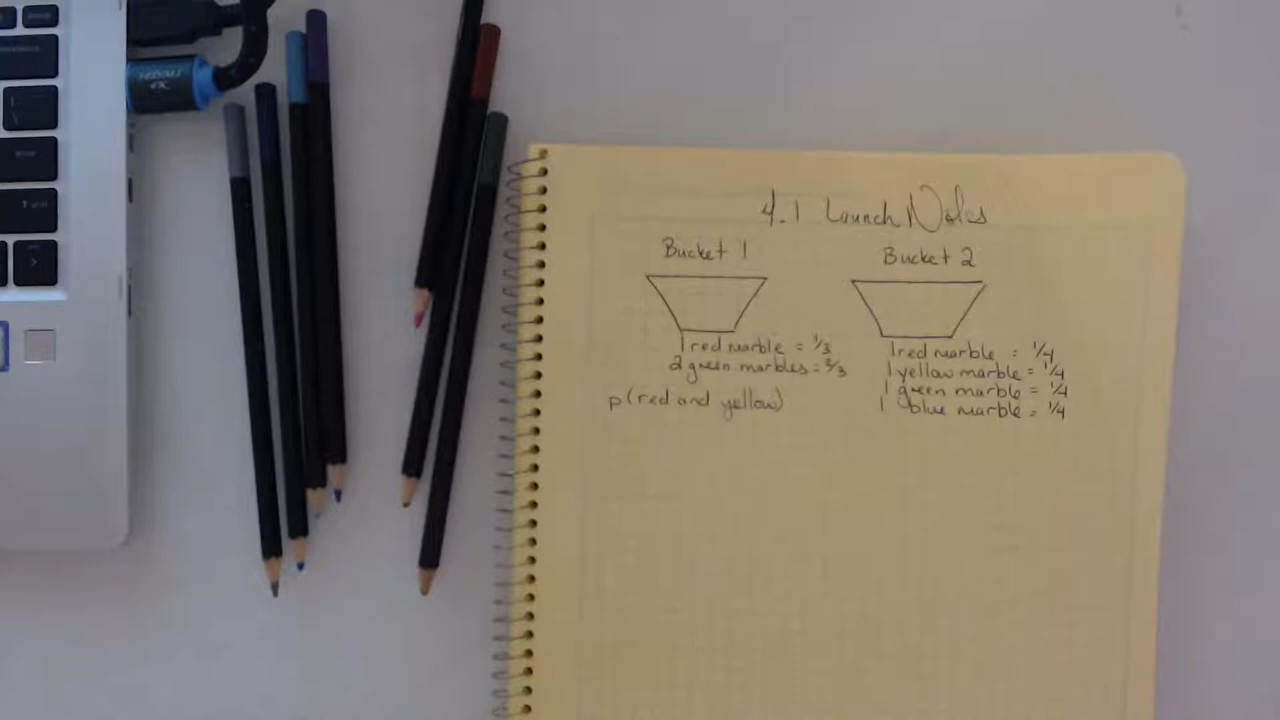 4.1 Launch Notes
Bucket 1
Bucket 2
1 red marble = 1/3
2 green marbles = 2/3
1 red marble = 1/4
1 yellow marble = 1/4
1 green marble = 1/4
1 blue marble = 1/4
p(red and yellow)